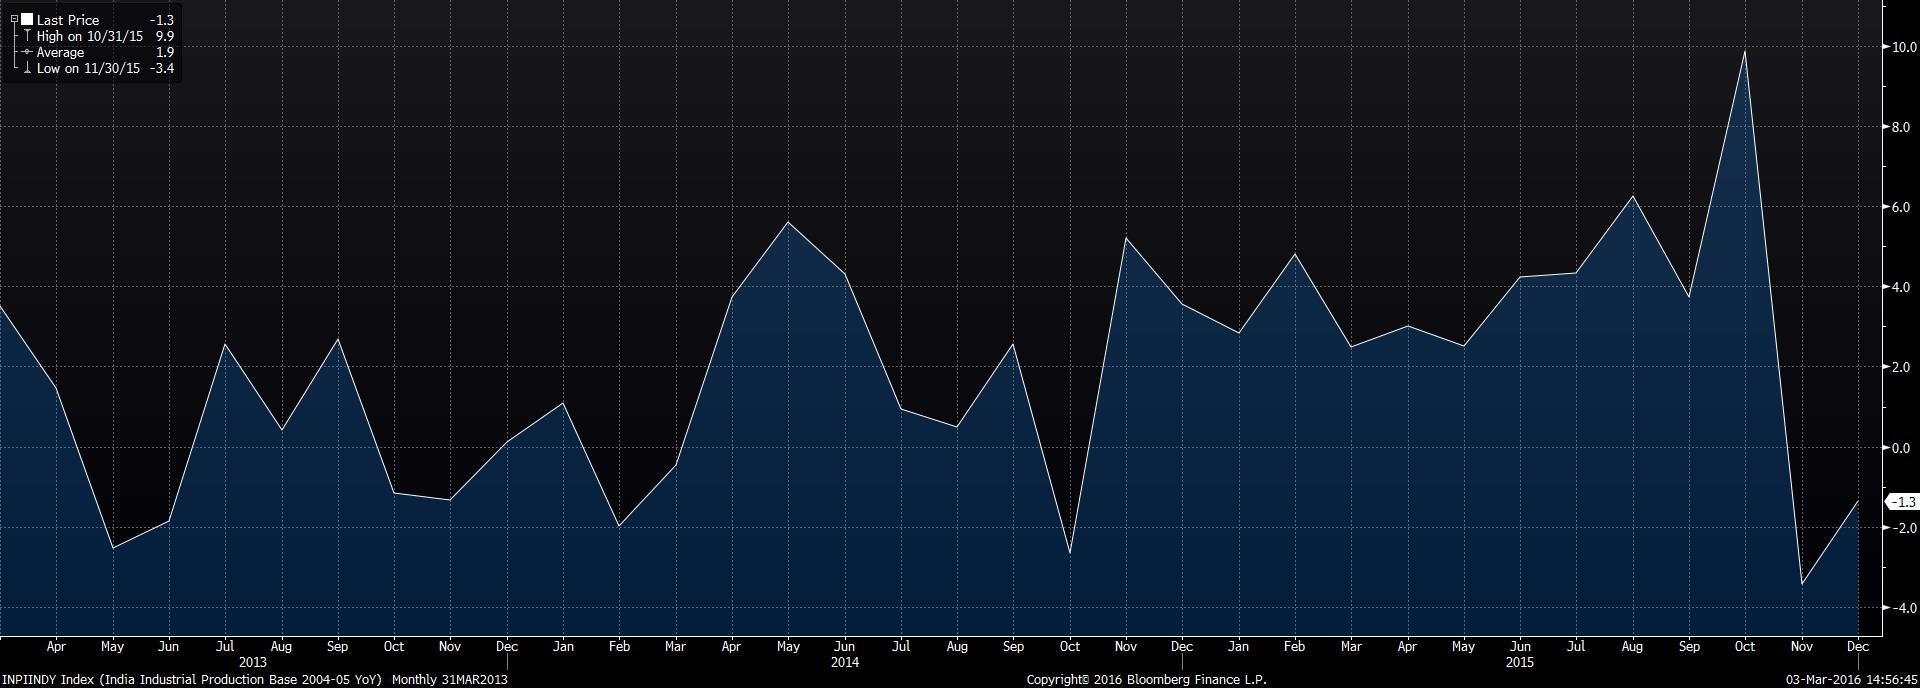 Last Price -1.3
High on 10/31/15 9.9
Average 1.9
Low on 11/30/15 -3.4
10.0
8.0
6.0
4.0
2.0
0.0
-1.3
-2.0
-4.0
Apr May Jun Jul Aug Sep Oct Nov Dec Jan Feb Mar Apr May Jun Jul Aug Sep Oct Nov Dec Jan Feb Mar Apr May Jun Jul Aug Sep Oct Nov Dec
2013 2014 2015
INPIINDY Index (India Industrial Production Base 2004-05 YoY) Monthly 31MAR2013 Copyright© 2016 Bloomberg Finance L.P. 03-Mar-2016 14:56:45